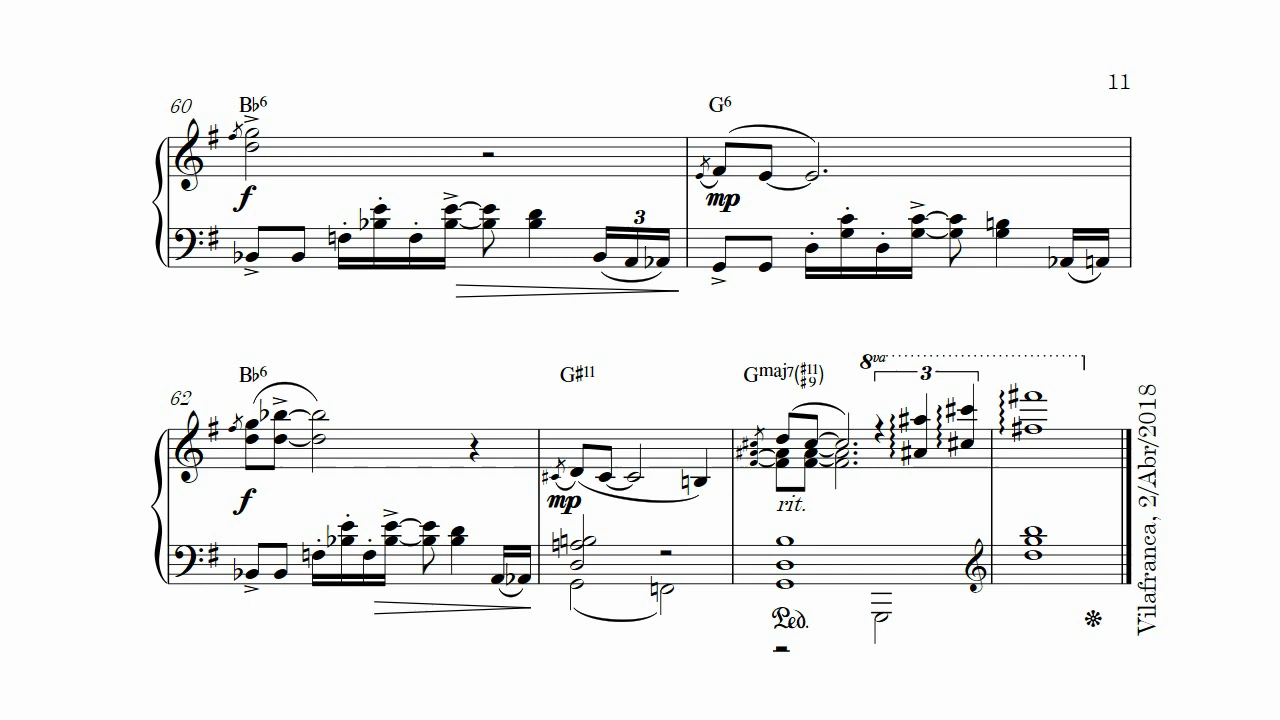 11
60 B♭6 G6
f mp
3
62 B♭6 G♯11 Gmaj7(♯11 ♯9) 8va
3
f mp rit.
Ped.
Vilafranca, 2/Abr/2018